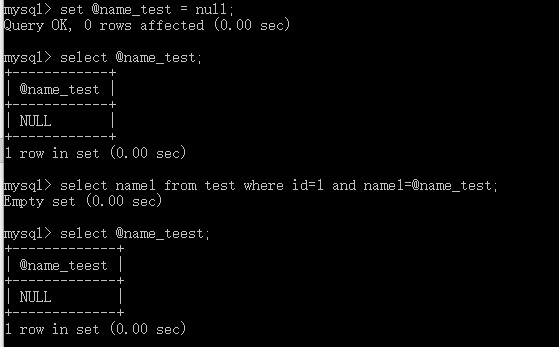 mysql> set @name_test = null;
Query OK, 0 rows affected (0.00 sec)
mysql> select @name_test;
+------------+
| @name_test |
+------------+
| NULL       |
+------------+
1 row in set (0.00 sec)
mysql> select name1 from test where id=1 and name1=@name_test;
Empty set (0.00 sec)
mysql> select @name_teest;
+-------------+
| @name_teest |
+-------------+
| NULL        |
+-------------+
1 row in set (0.00 sec)